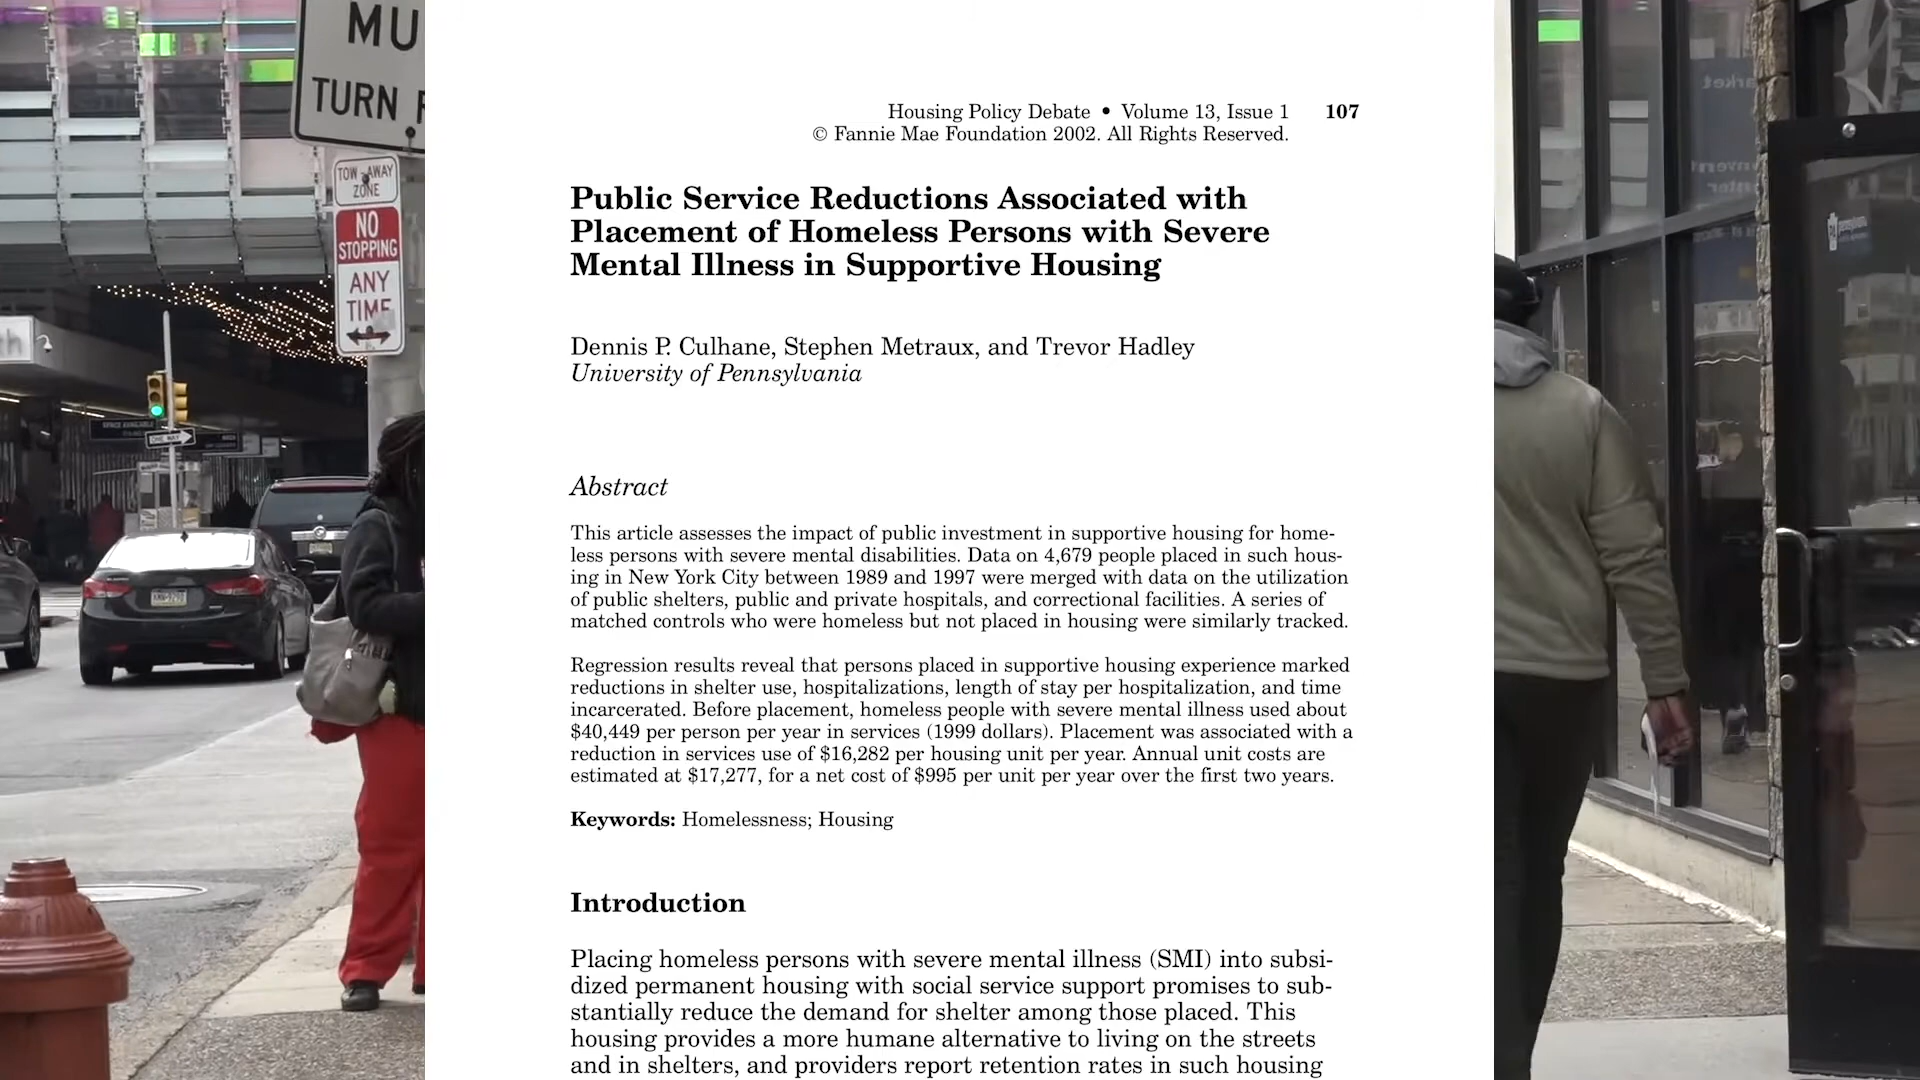 MU
TURN
TOW-AWAY
ZONE
NO
STOPPING
ANY
TIME
ONE WAY
Housing Policy Debate • Volume 13, Issue 1 107
© Fannie Mae Foundation 2002. All Rights Reserved.
Public Service Reductions Associated with
Placement of Homeless Persons with Severe
Mental Illness in Supportive Housing
Dennis P. Culhane, Stephen Metraux, and Trevor Hadley
University of Pennsylvania
Abstract
This article assesses the impact of public investment in supportive housing for home-
less persons with severe mental disabilities. Data on 4,679 people placed in such hous-
ing in New York City between 1989 and 1997 were merged with data on the utilization
of public shelters, public and private hospitals, and correctional facilities. A series of
matched controls who were homeless but not placed in housing were similarly tracked.
Regression results reveal that persons placed in supportive housing experience marked
reductions in shelter use, hospitalizations, length of stay per hospitalization, and time
incarcerated. Before placement, homeless people with severe mental illness used about
$40,449 per person per year in services (1999 dollars). Placement was associated with a
reduction in services use of $16,282 per housing unit per year. Annual unit costs are
estimated at $17,277, for a net cost of $995 per unit per year over the first two years.
Keywords: Homelessness; Housing
Introduction
Placing homeless persons with severe mental illness (SMI) into subsi-
dized permanent housing with social service support promises to sub-
stantially reduce the demand for shelter among those placed. This
housing provides a more humane alternative to living on the streets
and in shelters, and providers report retention rates in such housing